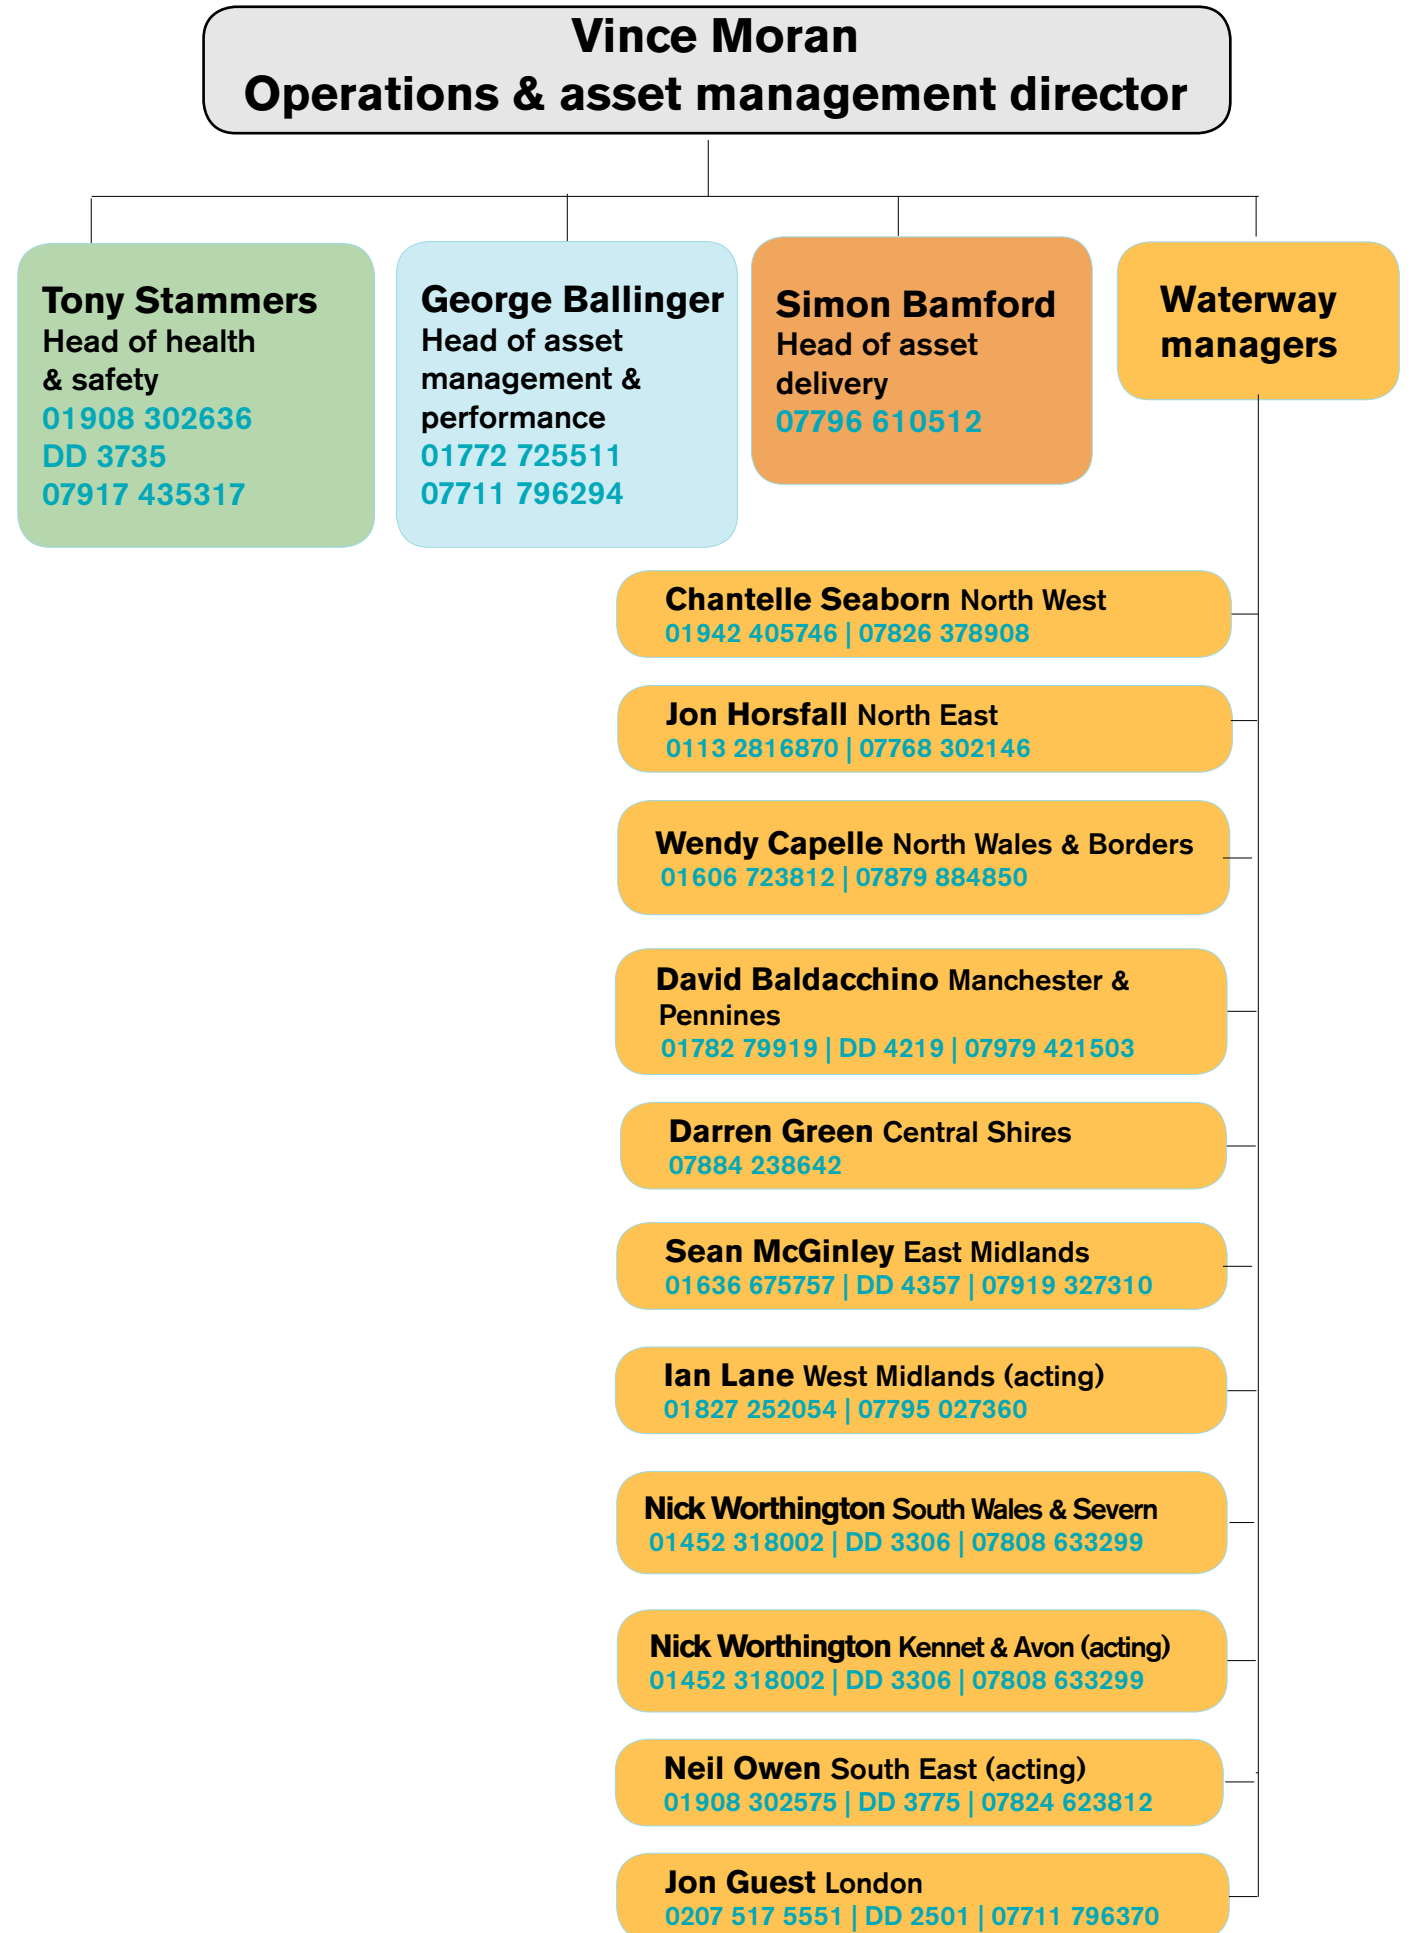 Vince Moran
Operations & asset management director
Tony Stammers
Head of health
& safety
01908 302636
DD 3735
07917 435317
George Ballinger
Head of asset
management &
performance
01772 725511
07711 796294
Simon Bamford
Head of asset
delivery
07796 610512
Waterway
managers
Chantelle Seaborn North West
01942 405746 | 07826 378908
Jon Horsfall North East
0113 2816870 | 07768 302146
Wendy Capelle North Wales & Borders
01606 723812 | 07879 884850
David Baldacchino Manchester &
Pennines
01782 79919 | DD 4219 | 07979 421503
Darren Green Central Shires
07884 238642
Sean McGinley East Midlands
01636 675757 | DD 4357 | 07919 327310
Ian Lane West Midlands (acting)
01827 252054 | 07795 027360
Nick Worthington South Wales & Severn
01452 318002 | DD 3306 | 07808 633299
Nick Worthington Kennet & Avon (acting)
01452 318002 | DD 3306 | 07808 633299
Neil Owen South East (acting)
01908 302575 | DD 3775 | 07824 623812
Jon Guest London
0207 517 5551 | DD 2501 | 07711 796370